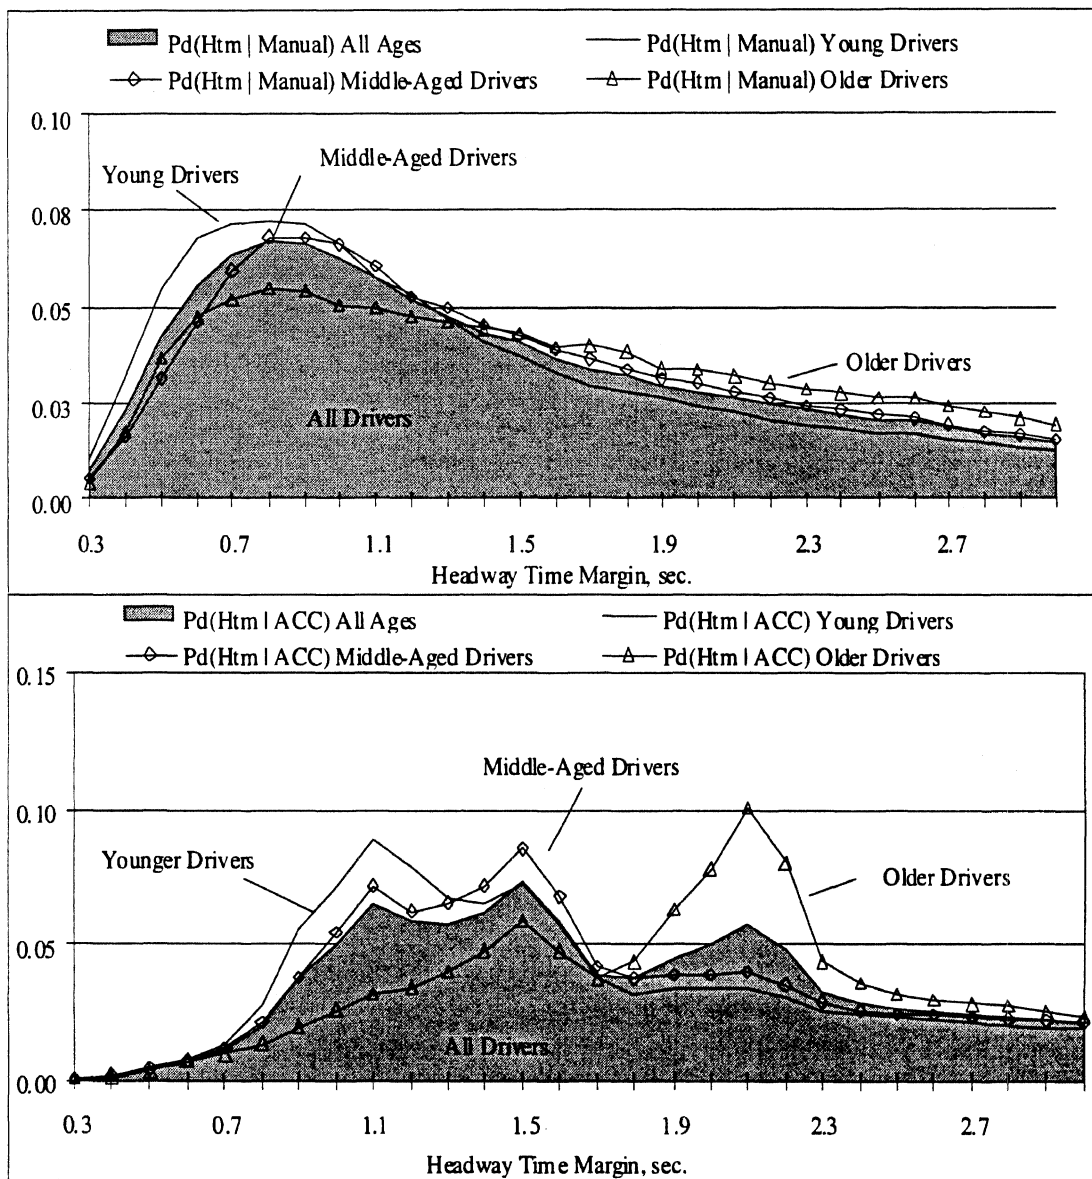 Pd(Htm | Manual) All Ages
Pd(Htm | Manual) Young Drivers
Pd(Htm | Manual) Middle-Aged Drivers
Pd(Htm | Manual) Older Drivers
0.10
Middle-Aged Drivers
Young Drivers
0.08
0.05
Older Drivers
0.03
All Drivers
0.00
0.3 0.7 1.1 1.5 1.9 2.3 2.7
Headway Time Margin, sec.
Pd(Htm | ACC) All Ages
Pd(Htm | ACC) Young Drivers
Pd(Htm | ACC) Middle-Aged Drivers
Pd(Htm | ACC) Older Drivers
0.15
Middle-Aged Drivers
0.10
Younger Drivers
Older Drivers
0.05
All Drivers
0.00
0.3 0.7 1.1 1.5 1.9 2.3 2.7
Headway Time Margin, sec.